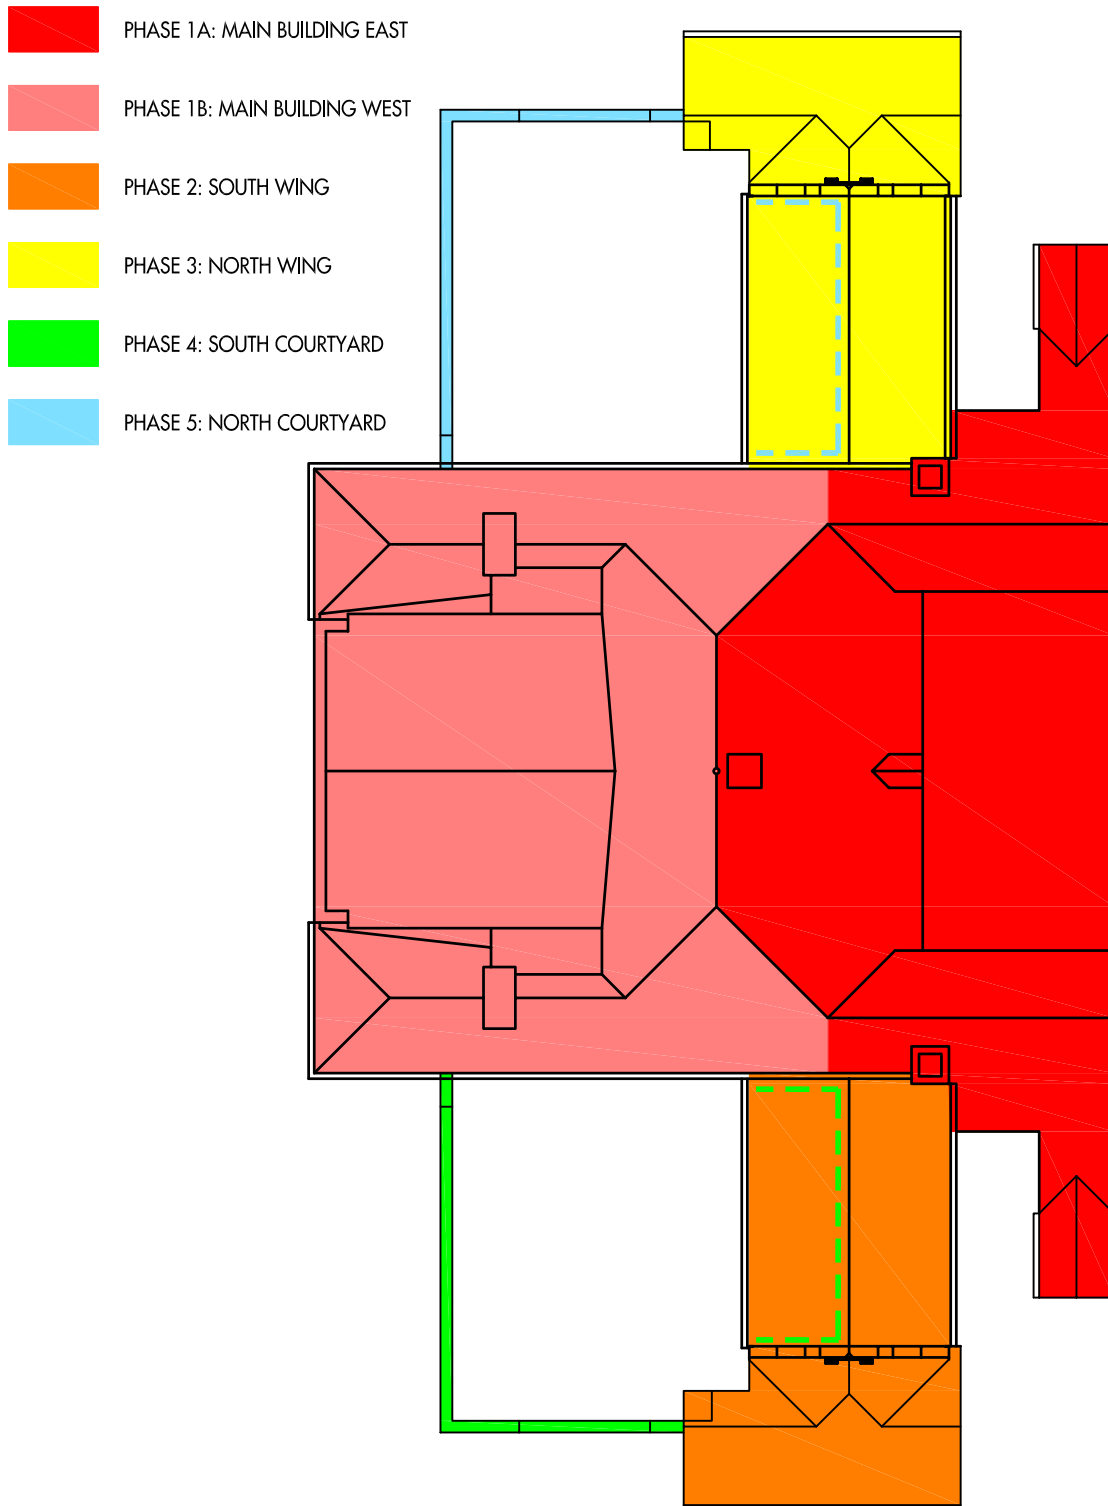 PHASE 1A: MAIN BUILDING EAST
PHASE 1B: MAIN BUILDING WEST
PHASE 2: SOUTH WING
PHASE 3: NORTH WING
PHASE 4: SOUTH COURTYARD
PHASE 5: NORTH COURTYARD